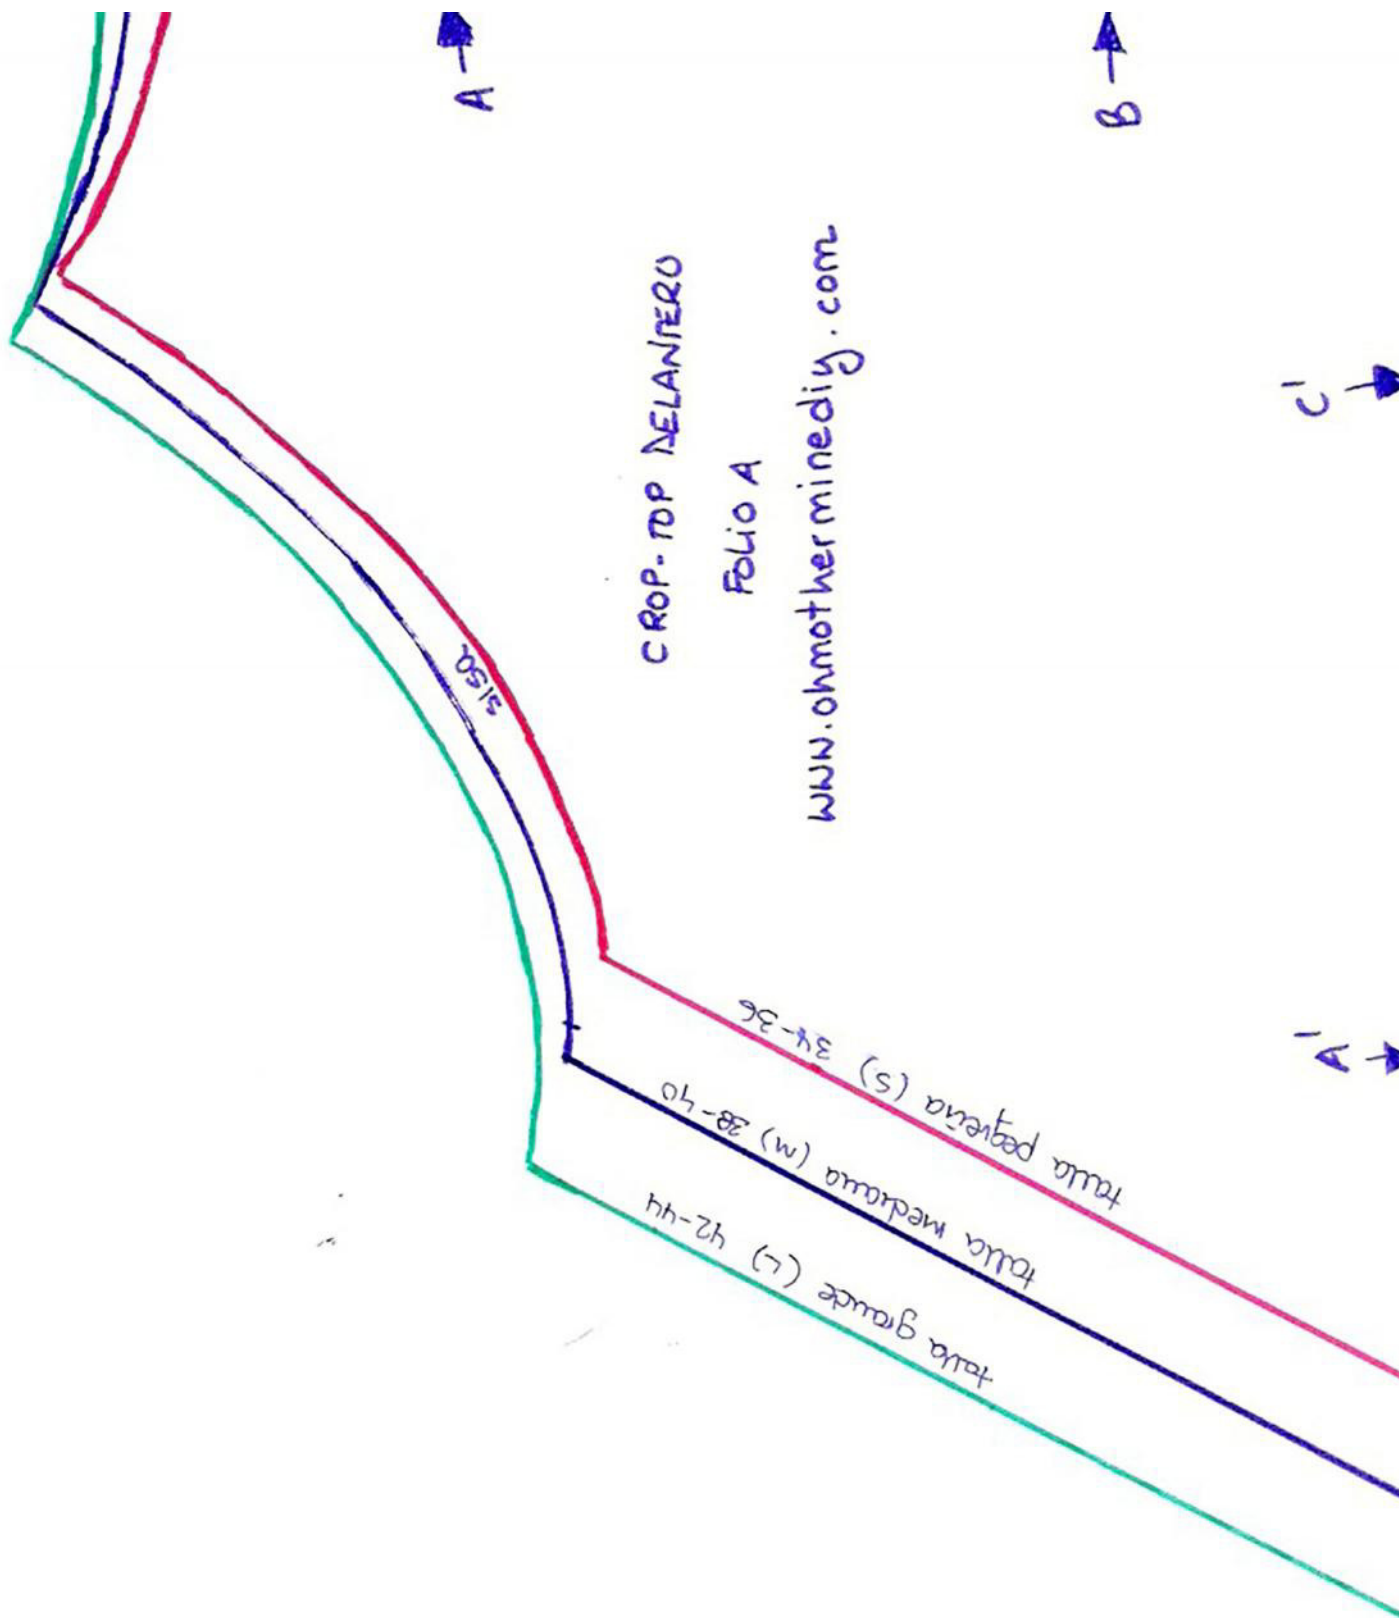 A
B
CROP-TOP DELANTERO
FOLIO A
www.ohmotherminediy.com
C'
sisa
A'
talla pequeña (S) 34-36
talla mediana (M) 38-40
talla grande (L) 42-44